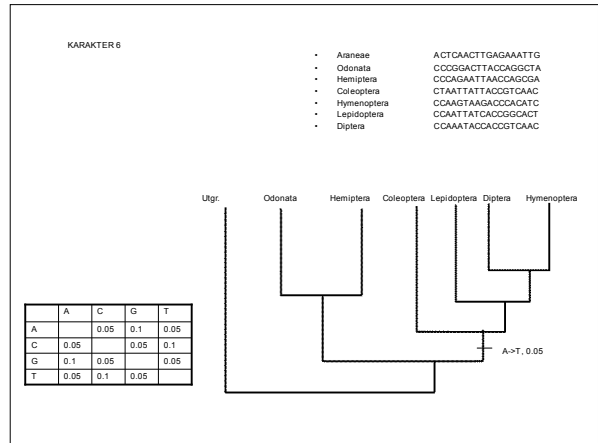 KARAKTER 6
• Araneae ACTCAACTTGAGAAATTG
• Odonata CCCGGACTTACCAGGCTA
• Hemiptera CCCAGAATTAACCAGCGA
• Coleoptera CTAATTATTACCGTCAAC
• Hymenoptera CCAAGTAAGACCCACATC
• Lepidoptera CCAATTATCACCGGCACT
• Diptera CCAAATACCACCGTCAAC
Utgr. Odonata Hemiptera Coleoptera Lepidoptera Diptera Hymenoptera
A C G T
A 0.05 0.1 0.05
C 0.05 0.05 0.1
G 0.1 0.05 0.05
T 0.05 0.1 0.05
A->T, 0.05